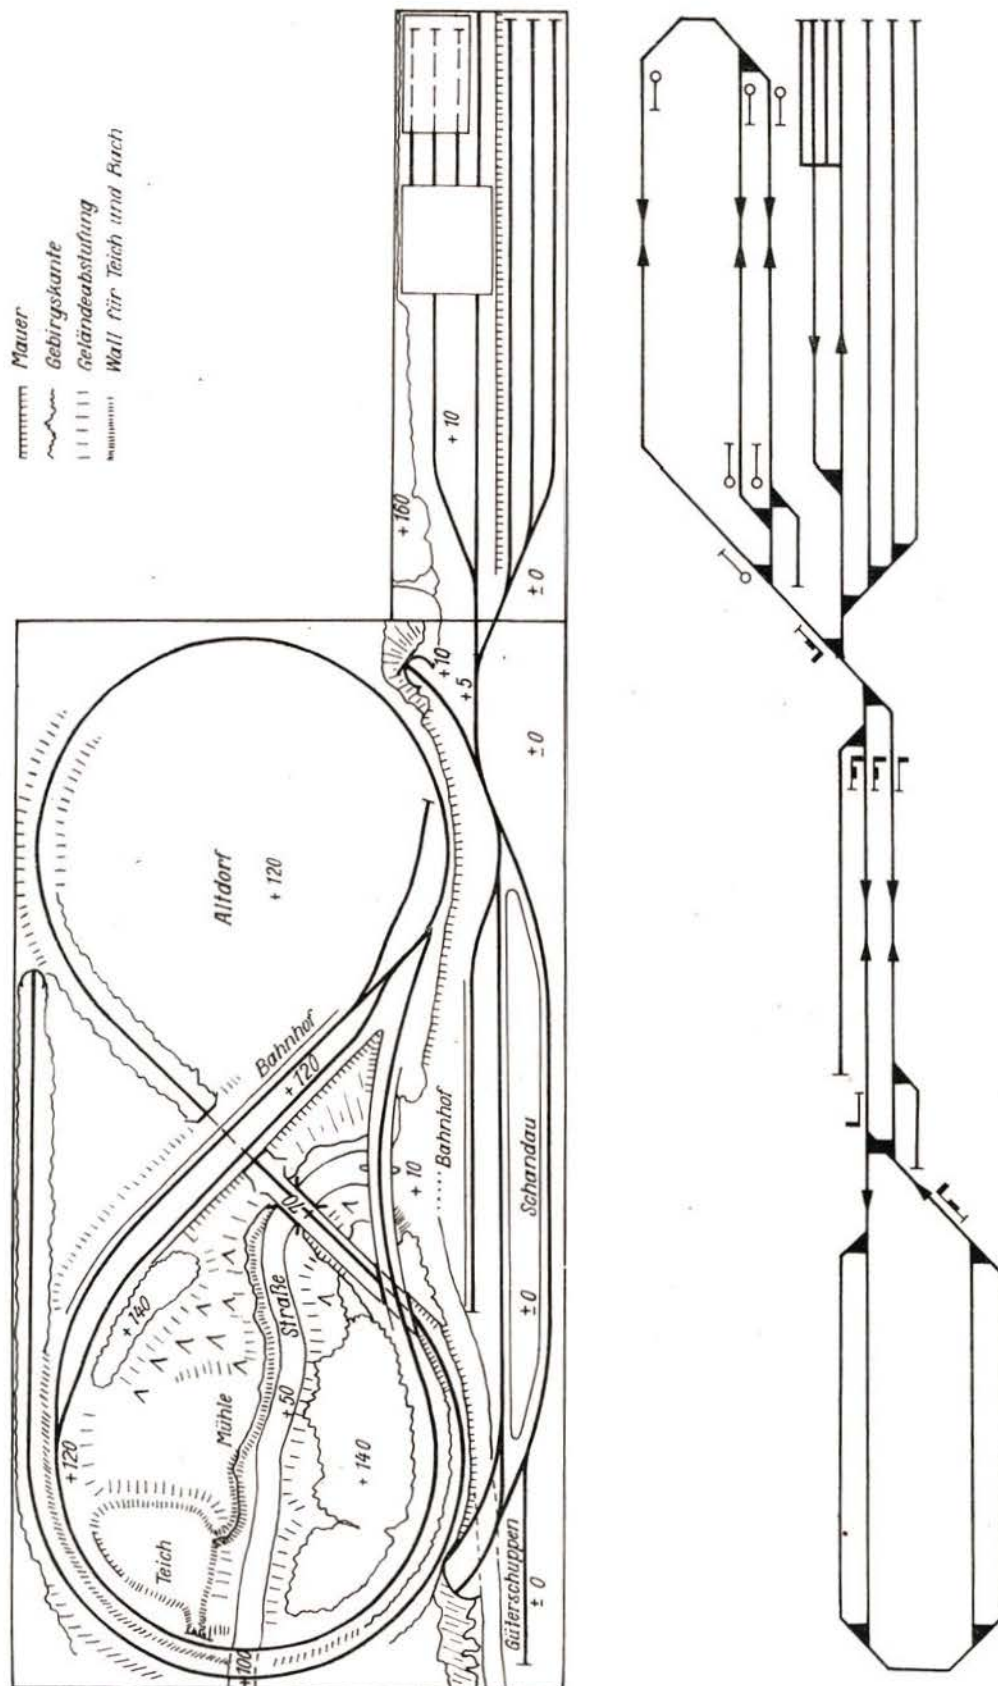 Mauer
Gebirgskante
Geländeabstufung
Wall für Teich und Bach
+10
+160
±0
+10
+5
±0
Altdorf
+120
Bahnhof
+120
Bahnhof
+10
Schandau
±0
+70
Straße
+140
+50
Mühle
+140
+120
Teich
Güterschuppen
±0
+100